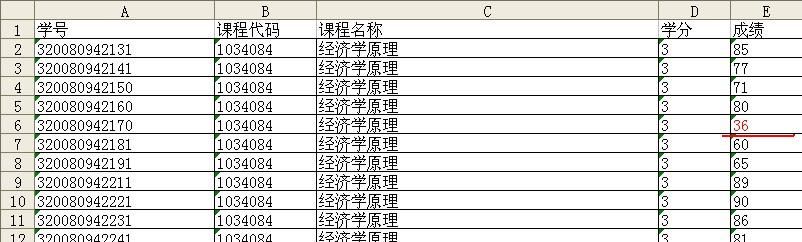 A B C D E
1 学号 课程代码 课程名称 学分 成绩
2 320080942131 1034084 经济学原理 3 85
3 320080942141 1034084 经济学原理 3 77
4 320080942150 1034084 经济学原理 3 71
5 320080942160 1034084 经济学原理 3 80
6 320080942170 1034084 经济学原理 3 36
7 320080942181 1034084 经济学原理 3 60
8 320080942191 1034084 经济学原理 3 65
9 320080942211 1034084 经济学原理 3 89
10 320080942221 1034084 经济学原理 3 90
11 320080942231 1034084 经济学原理 3 86
12 320080942241 1034084 经济学原理 3 81